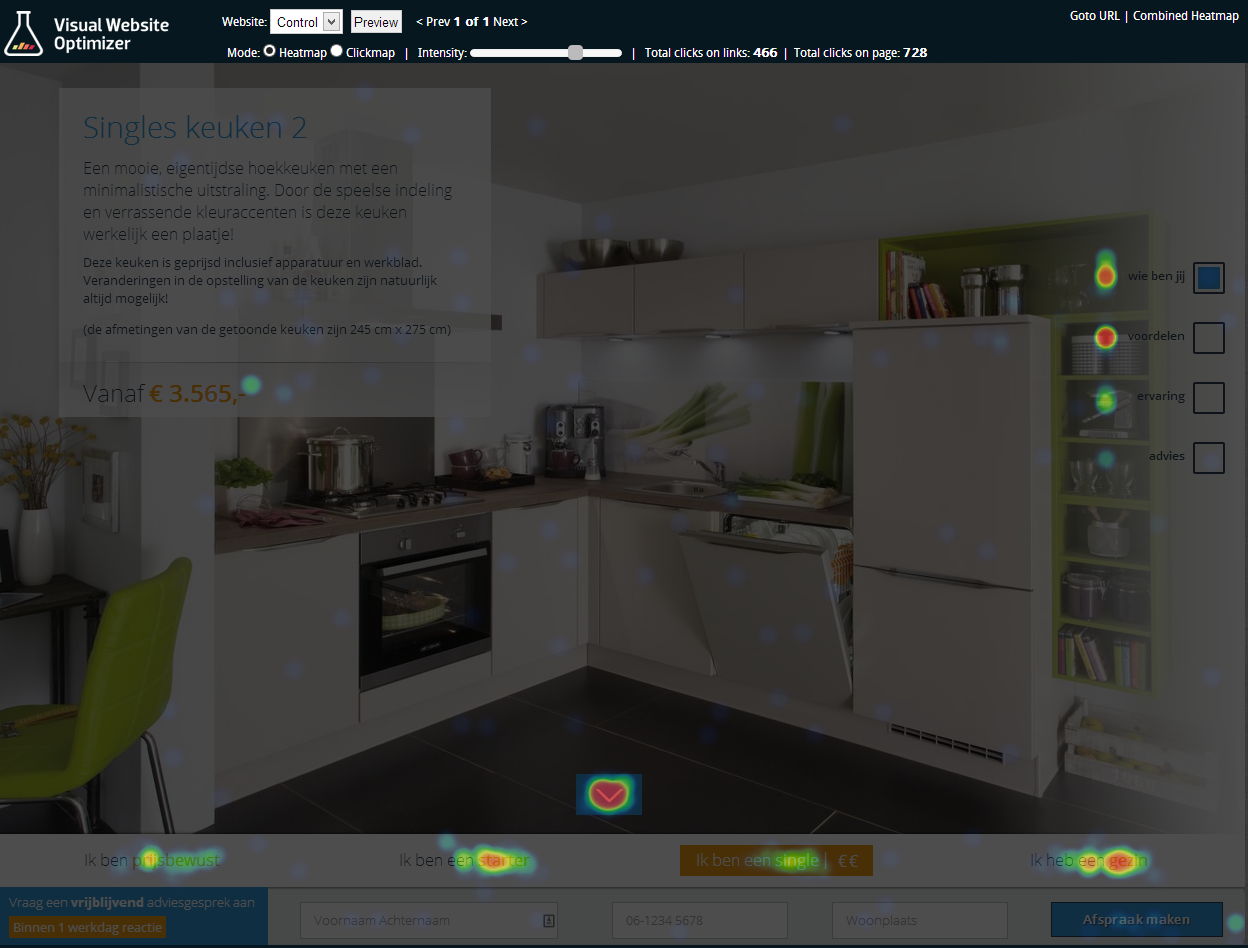 Visual Website
Optimizer
Website: Control Preview < Prev 1 of 1 Next >
Goto URL | Combined Heatmap
Mode: Heatmap Clickmap | Intensity: | Total clicks on links: 466 | Total clicks on page: 728
Singles keuken 2
Een mooie, eigentijdse hoekkeuken met een
minimalistische uitstraling. Door de speelse indeling
en verrassende kleuraccenten is deze keuken
werkelijk een plaatje!
Deze keuken is geprijsd inclusief apparatuur en werkblad.
Veranderingen in de opstelling van de keuken zijn natuurlijk
altijd mogelijk!
(de afmetingen van de getoonde keuken zijn 245 cm x 275 cm)
Vanaf € 3.565,-
wie ben jij
voordelen
ervaring
advies
Ik ben prijsbewust
Ik ben een starter
Ik ben een single | €€
Ik heb een gezin
Vraag een vrijblijvend adviesgesprek aan
Binnen 1 werkdag reactie
Voornaam Achternaam
06-1234 5678
Woonplaats
Afspraak maken